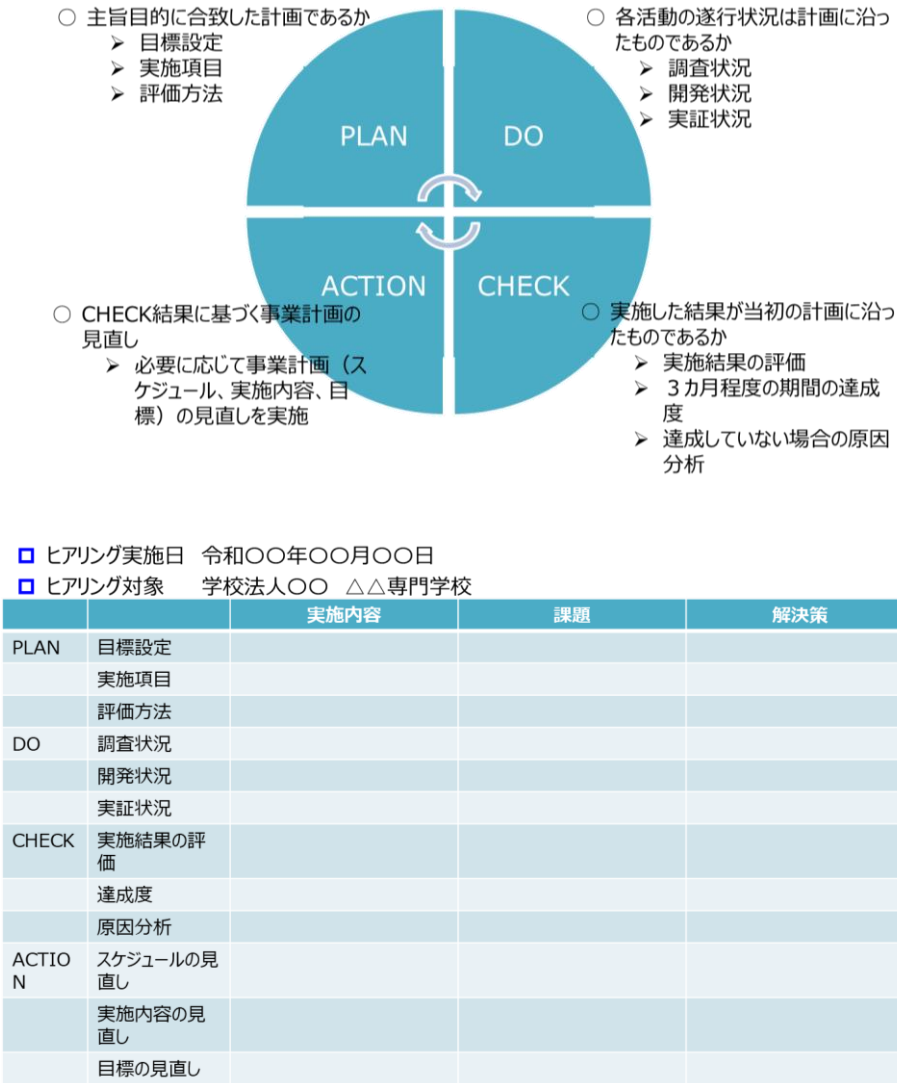 ○ 主旨目的に合致した計画であるか
➢ 目標設定
➢ 実施項目
➢ 評価方法
○ 各活動の遂行状況は計画に沿っ
たものであるか
➢ 調査状況
➢ 開発状況
➢ 実証状況
PLAN
DO
ACTION
CHECK
○ CHECK結果に基づく事業計画の
見直し
➢ 必要に応じて事業計画（ス
ケジュール、実施内容、目
標）の見直しを実施
○ 実施した結果が当初の計画に沿っ
たものであるか
➢ 実施結果の評価
➢ ３カ月程度の期間の達成
度
➢ 達成していない場合の原因
分析
ヒアリング実施日 令和〇〇年〇〇月〇〇日
ヒアリング対象 学校法人〇〇 △△専門学校
実施内容 課題 解決策
PLAN 目標設定
実施項目
評価方法
DO 調査状況
開発状況
実証状況
CHECK 実施結果の評
価
達成度
原因分析
ACTIO スケジュールの見
N 直し
実施内容の見
直し
目標の見直し